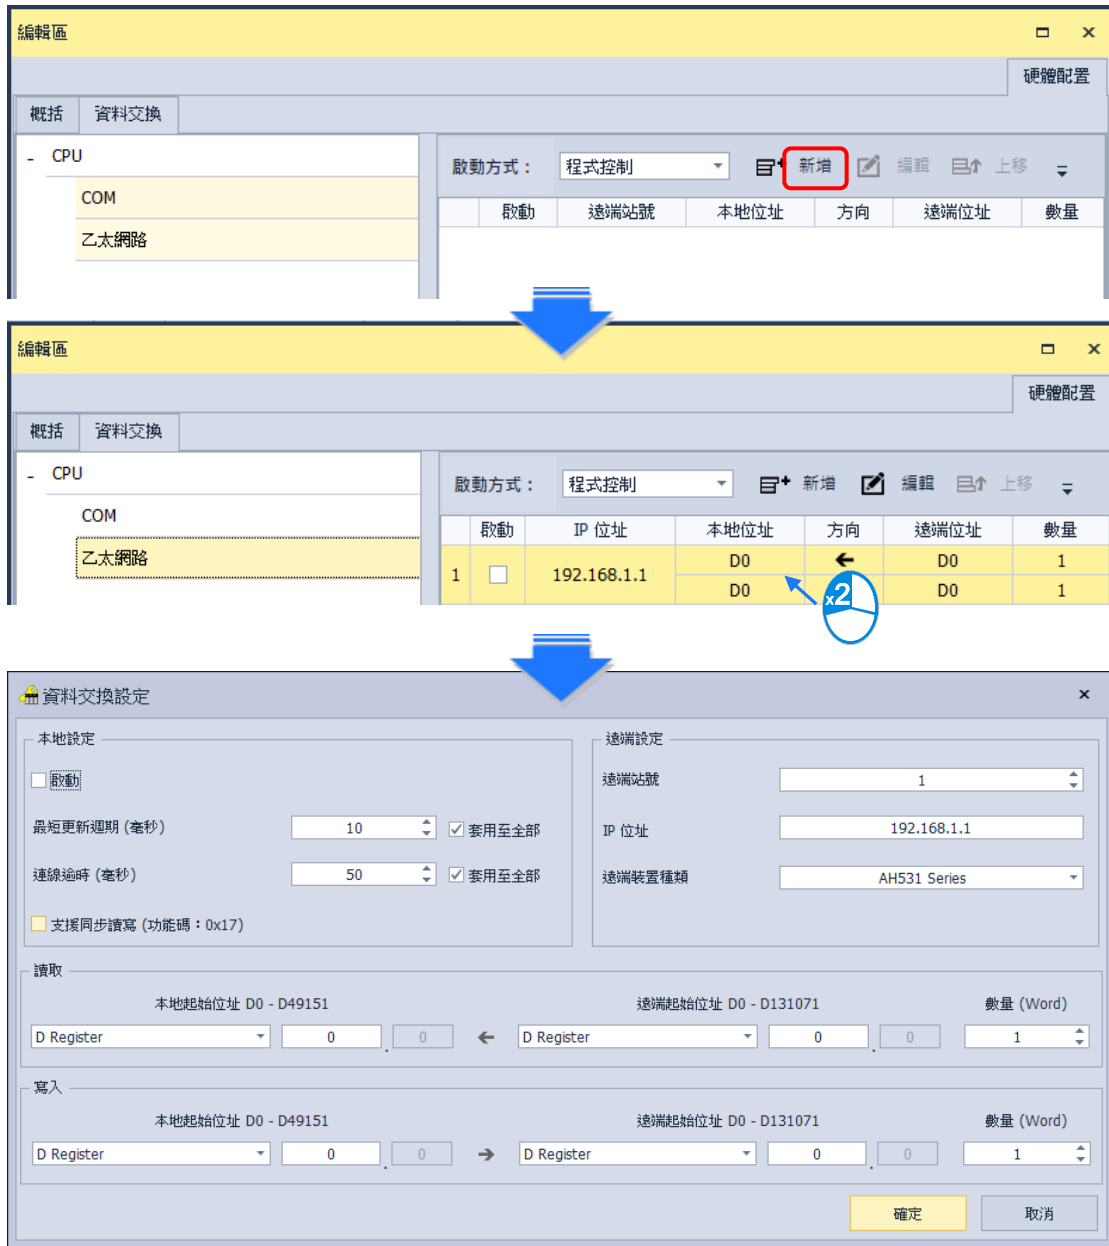 編輯區
硬體配置
概括 資料交換
- CPU
COM
乙太網路
啟動方式： 程式控制 新增 編輯 上移
啟動 遠端站號 本地位址 方向 遠端位址 數量
編輯區
硬體配置
概括 資料交換
- CPU
COM
乙太網路
啟動方式： 程式控制 新增 編輯 上移
啟動 IP 位址 本地位址 方向 遠端位址 數量
1 192.168.1.1 D0 ← D0 1
D0 D0 1
x2
資料交換設定
本地設定
啟動
最短更新週期 (毫秒) 10 套用至全部
連線逾時 (毫秒) 50 套用至全部
支援同步讀寫 (功能碼：0x17)
遠端設定
遠端站號 1
IP 位址 192.168.1.1
遠端裝置種類 AH531 Series
讀取
本地起始位址 D0 - D49151 遠端起始位址 D0 - D131071 數量 (Word)
D Register 0 . 0 ← D Register 0 . 0 1
寫入
本地起始位址 D0 - D49151 遠端起始位址 D0 - D131071 數量 (Word)
D Register 0 . 0 → D Register 0 . 0 1
確定 取消